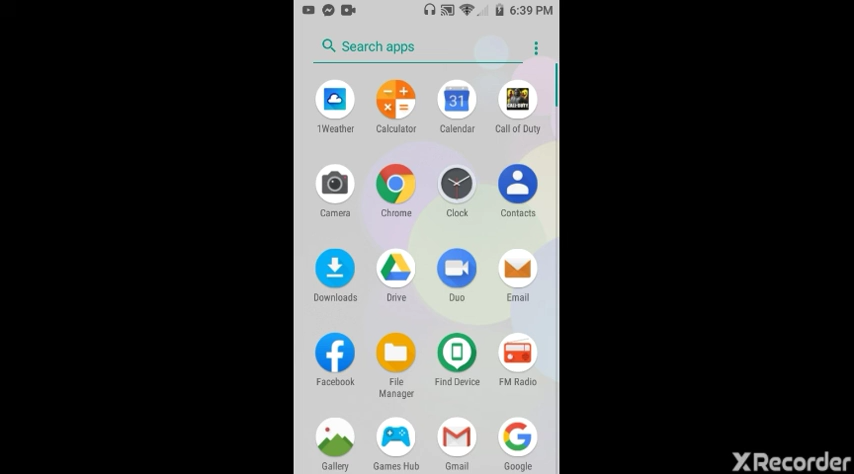 6:39 PM
Search apps
1Weather
Calculator
Calendar
31
Call of Duty
Camera
Chrome
Clock
Contacts
Downloads
Drive
Duo
Email
Facebook
File
Manager
Find Device
FM Radio
Gallery
Games Hub
Gmail
Google
XRecorder